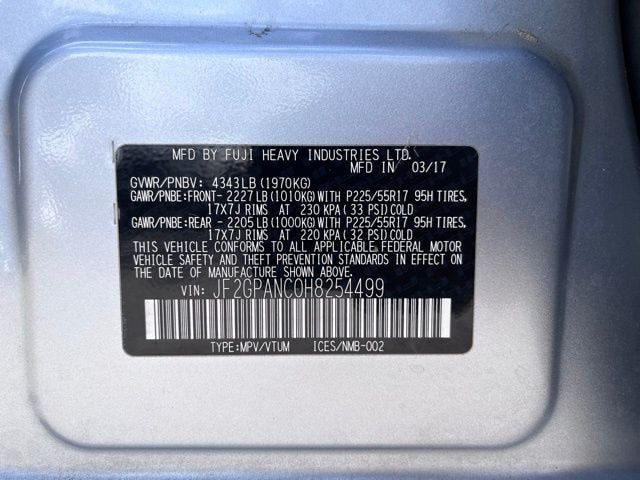 MFD BY FUJI HEAVY INDUSTRIES LTD.
MFD IN 03/17
GVWR/PNBV: 4343LB(1970KG)
GAWR/PNBE:FRONT-2227LB(1010KG)WITH P225/55R17 95H TIRES,
17X7J RIMS AT 230 KPA(33 PSI)COLD
GAWR/PNBE:REAR -2205LB(1000KG)WITH P225/55R17 95H TIRES,
17X7J RIMS AT 220 KPA(32 PSI)COLD
THIS VEHICLE CONFORMS TO ALL APPLICABLE FEDERAL MOTOR
VEHICLE SAFETY AND THEFT PREVENTION STANDARDS IN EFFECT
ON THE DATE OF MANUFACTURE SHOWN ABOVE.
VIN: JF2GPANC0H8254499
TYPE:MPV/VTUM ICES/NMB-002